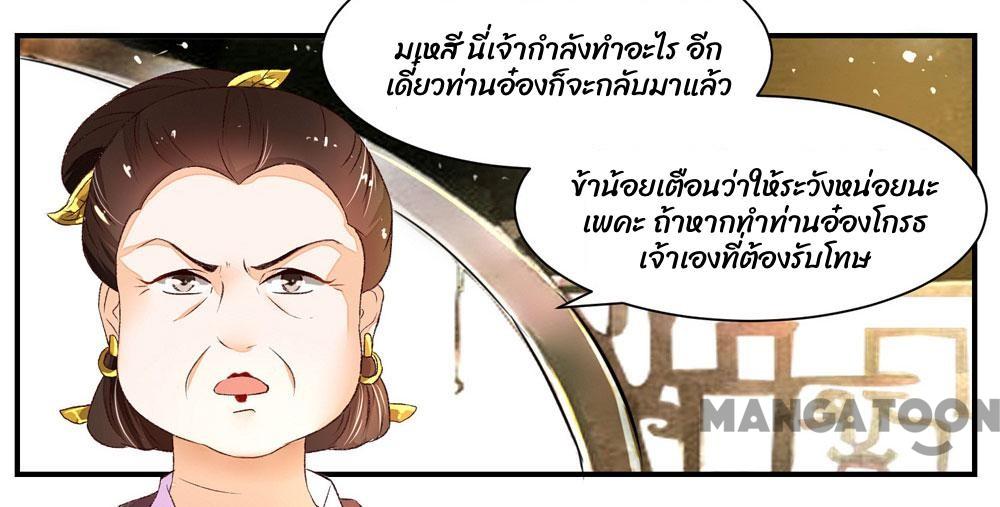 มเหสี นี่เจ้ากำลังทำอะไร อีก
เดี๋ยวท่านอ๋องก็จะกลับมาแล้ว
ข้าน้อยเตือนว่าให้ระวังหน่อยนะ
เพคะ ถ้าหากทำท่านอ๋องโกรธ
เจ้าเองที่ต้องรับโทษ
MANGATOON